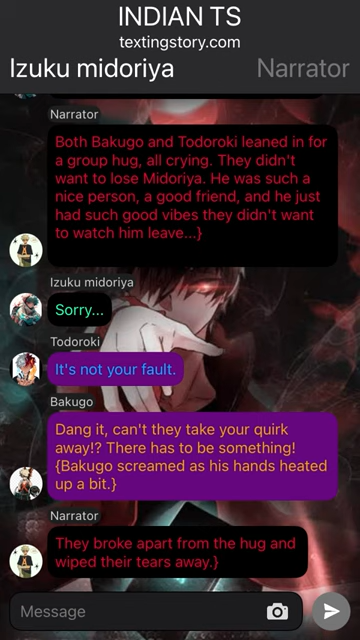 INDIAN TS
textingstory.com
Izuku midoriya
Narrator
Narrator
Both Bakugo and Todoroki leaned in for
a group hug, all crying. They didn't
want to lose Midoriya. He was such a
nice person, a good friend, and he just
had such good vibes they didn't want
to watch him leave...}
Izuku midoriya
Sorry...
Todoroki
It's not your fault.
Bakugo
Dang it, can't they take your quirk
away!? There has to be something!
{Bakugo screamed as his hands heated
up a bit.}
Narrator
They broke apart from the hug and
wiped their tears away.}
Message